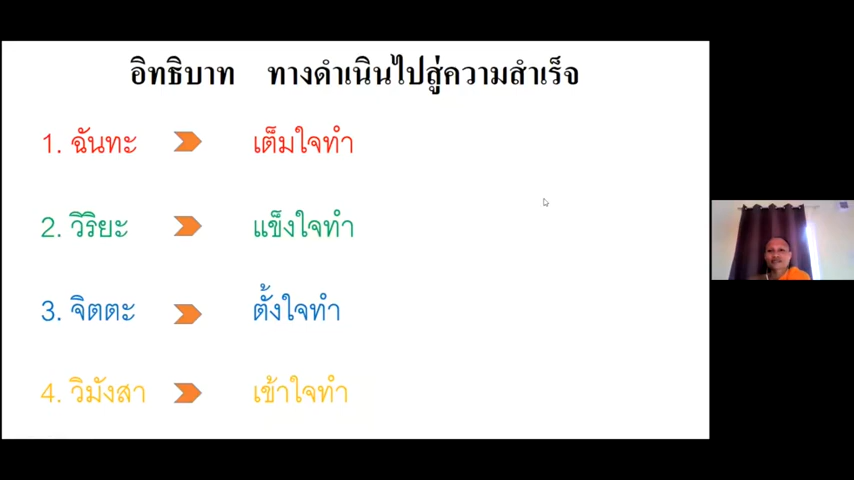 อิทธิบาท ทางดำเนินไปสู่ความสำเร็จ
1. ฉันทะ เต็มใจทำ
2. วิริยะ แข็งใจทำ
3. จิตตะ ตั้งใจทำ
4. วิมังสา เข้าใจทำ